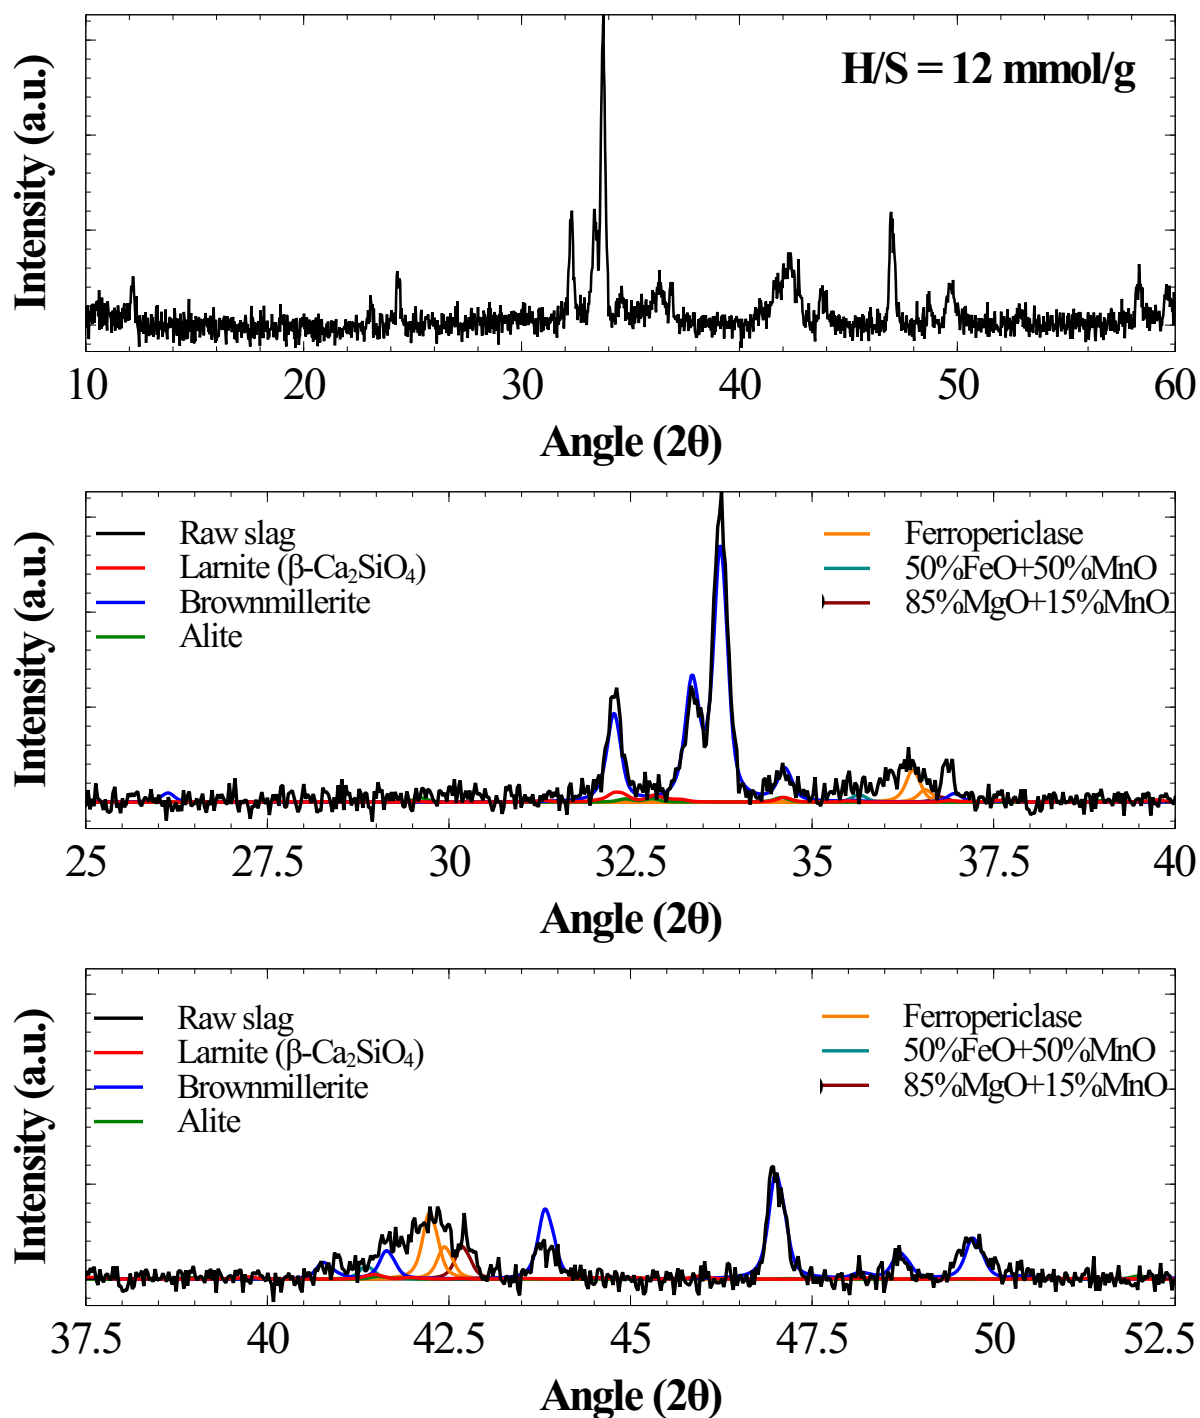 Intensity (a.u.)
H/S = 12 mmol/g
10 20 30 40 50 60
Angle (2θ)
Intensity (a.u.)
Raw slag
Larnite (β-Ca₂SiO₄)
Brownmillerite
Alite
Ferropericlase
50%FeO+50%MnO
85%MgO+15%MnO
25 27.5 30 32.5 35 37.5 40
Angle (2θ)
Intensity (a.u.)
Raw slag
Larnite (β-Ca₂SiO₄)
Brownmillerite
Alite
Ferropericlase
50%FeO+50%MnO
85%MgO+15%MnO
37.5 40 42.5 45 47.5 50 52.5
Angle (2θ)